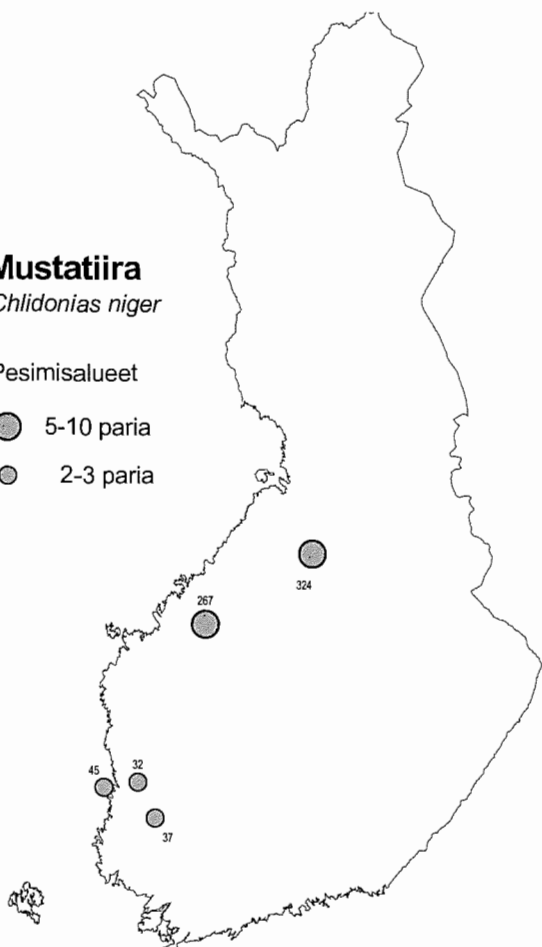 Mustatiira
Chlidonias niger
Pesimisalueet
5-10 paria
2-3 paria
324
267
45
32
37